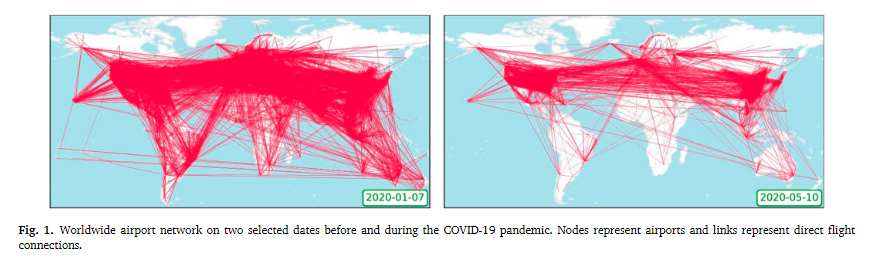 2020-01-07
2020-05-10
Fig. 1. Worldwide airport network on two selected dates before and during the COVID-19 pandemic. Nodes represent airports and links represent direct flight
connections.